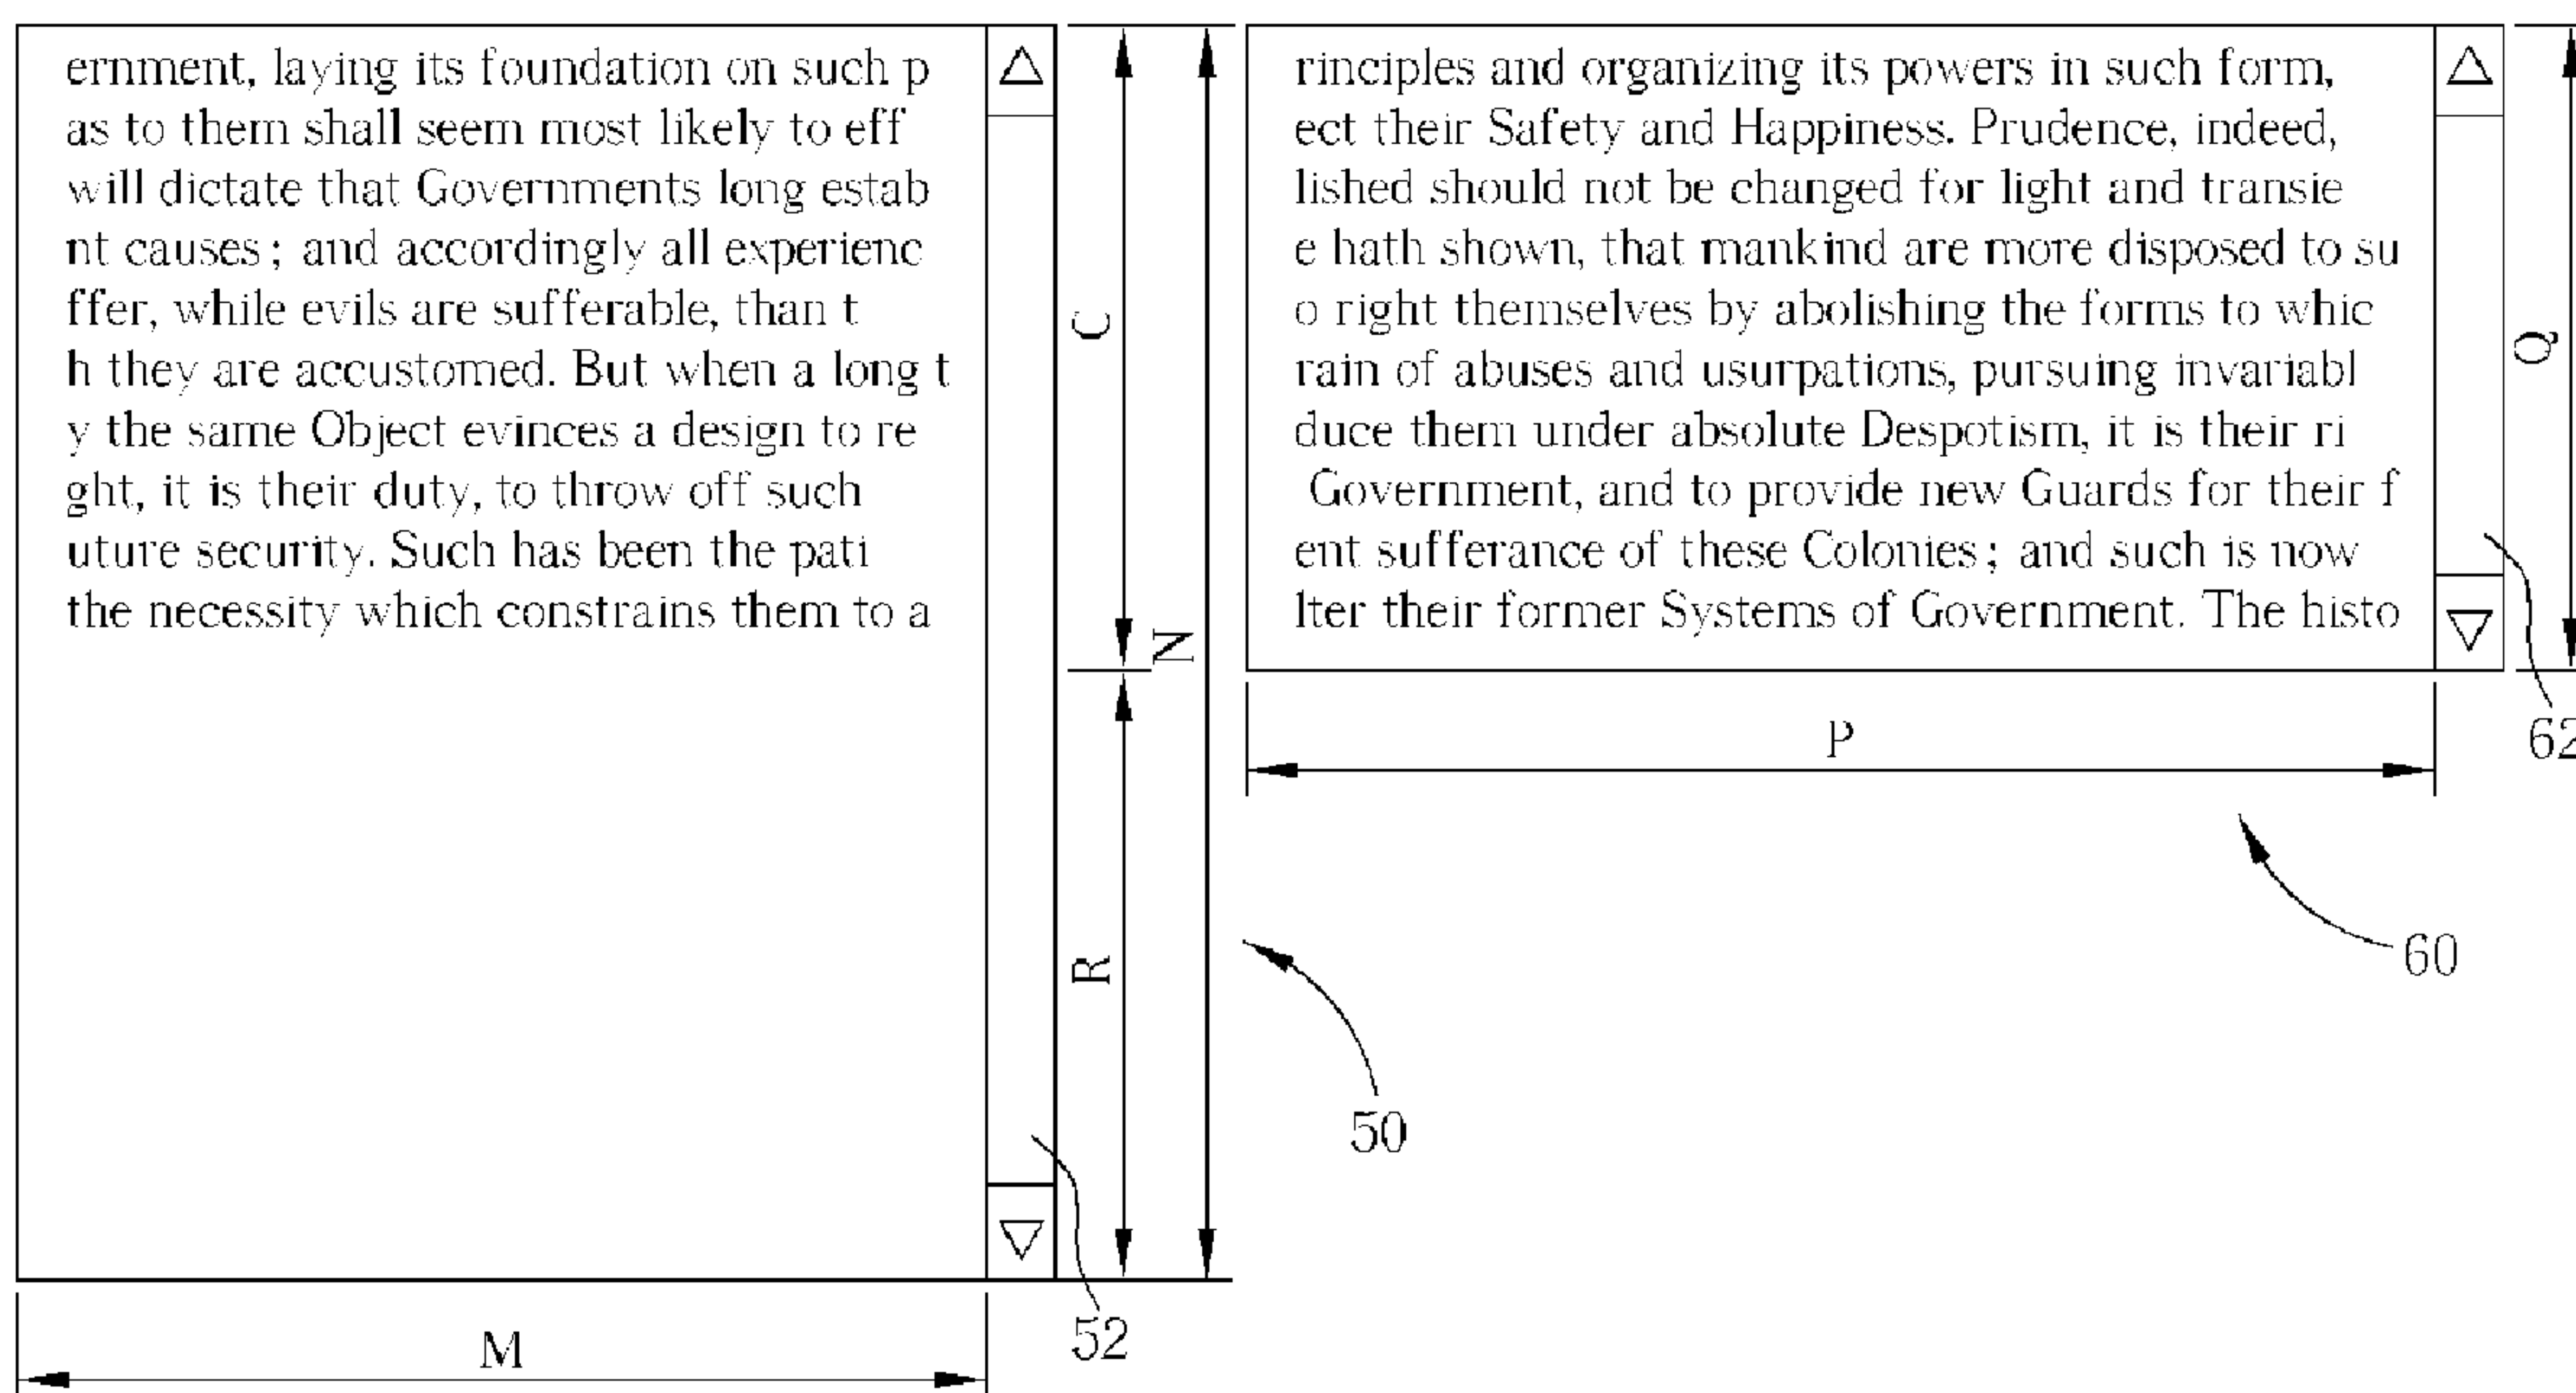 ernment, laying its foundation on such p
as to them shall seem most likely to eff
will dictate that Governments long estab
nt causes; and accordingly all experienc
ffer, while evils are sufferable, than t
h they are accustomed. But when a long t
y the same Object evinces a design to re
ght, it is their duty, to throw off such
uture security. Such has been the pati
the necessity which constrains them to a
C
N
R
M
52
50
rinciples and organizing its powers in such form,
ect their Safety and Happiness. Prudence, indeed,
lished should not be changed for light and transie
e hath shown, that mankind are more disposed to su
o right themselves by abolishing the forms to whic
rain of abuses and usurpations, pursuing invariabl
duce them under absolute Despotism, it is their ri
Government, and to provide new Guards for their f
ent sufferance of these Colonies; and such is now
lter their former Systems of Government. The histo
Q
P
62
60